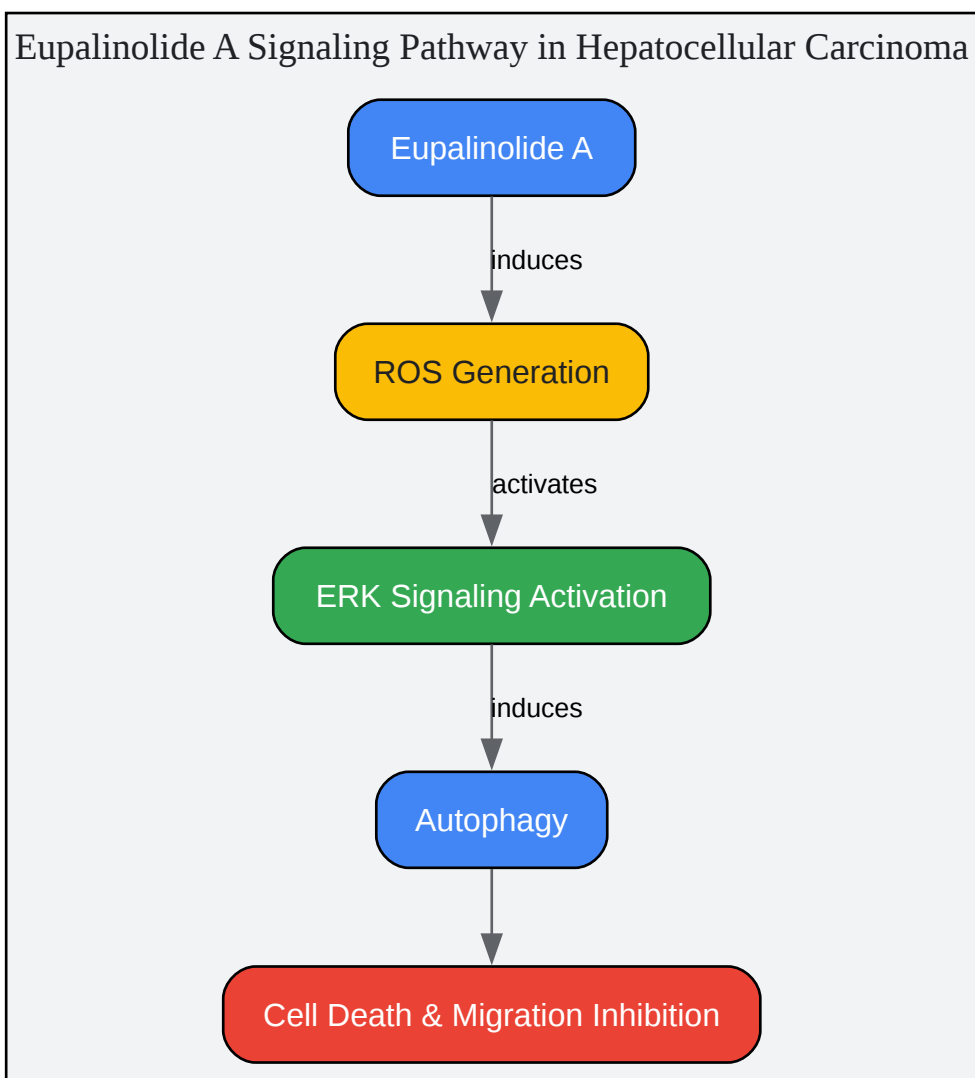 Eupalinolide A Signaling Pathway in Hepatocellular Carcinoma
Eupalinolide A
induces
ROS Generation
activates
ERK Signaling Activation
induces
Autophagy
Cell Death & Migration Inhibition